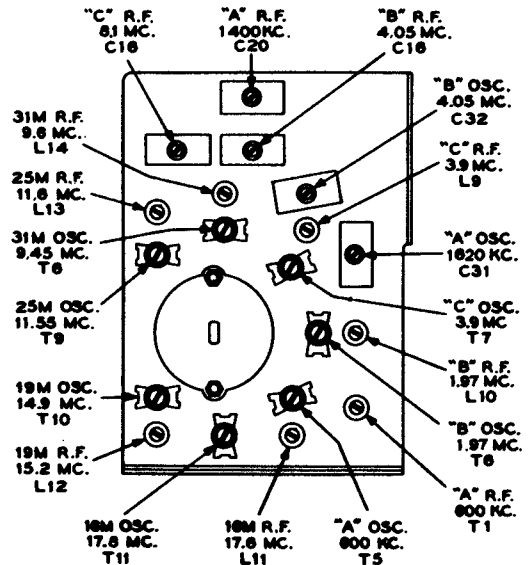 "C" R.F.
6.1 MC.
C16
"A" R.F.
1400 KC.
C20
"B" R.F.
4.05 MC.
C18
"B" OSC.
4.05 MC.
C32
31M R.F.
9.6 MC.
L14
"C" R.F.
3.9 MC.
L9
25M R.F.
11.6 MC.
L13
31M OSC.
9.45 MC.
T8
"A" OSC.
1620 KC.
C31
25M OSC.
11.55 MC.
T9
"C" OSC.
3.9 MC
T7
"B" R.F.
1.97 MC.
L10
19M OSC.
14.9 MC.
T10
"B" OSC.
1.97 MC.
T6
19M R.F.
15.2 MC.
L12
"A" R.F.
600 KC.
T1
16M OSC.
17.8 MC.
T11
16M R.F.
17.8 MC.
L11
"A" OSC.
600 KC.
T5